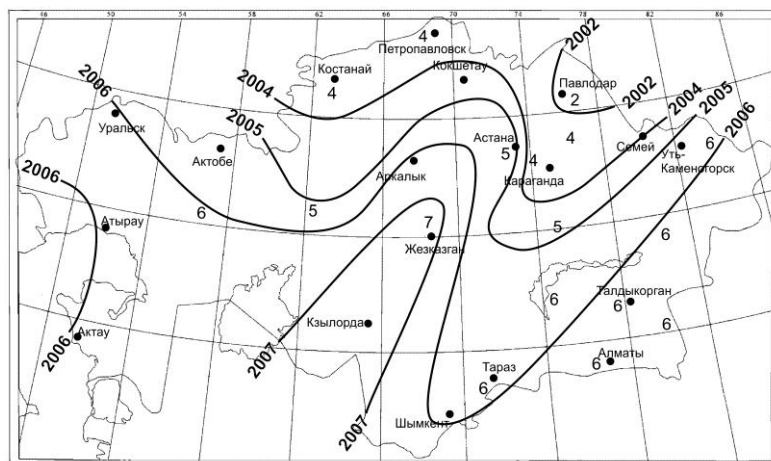 46 50 54 58 62 66 70 74 78 82 86
4
Петропавловск
2002
Костанай
4
Кокшетау
2004
2006
Павлодар
2
2002
Уральск
2005
Актобе
Астана
5
4
4
Караганда
Семей
2004
2005
2006
6
Уть-
Каменогорск
Аркалык
2006
6
5
5
6
Атырау
7
Жезказган
Кзылорда
6
Талдыкорган
6
6
Актау
2006
2007
Тараз
6
Алматы
6
2007
Шымкент